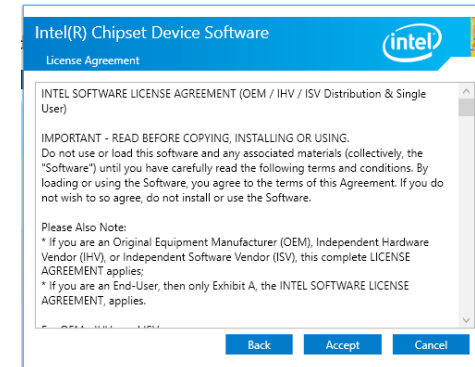 Intel(R) Chipset Device Software
intel
License Agreement
INTEL SOFTWARE LICENSE AGREEMENT (OEM / IHV / ISV Distribution & Single
User)
IMPORTANT - READ BEFORE COPYING, INSTALLING OR USING.
Do not use or load this software and any associated materials (collectively, the
"Software") until you have carefully read the following terms and conditions. By
loading or using the Software, you agree to the terms of this Agreement. If you do
not wish to so agree, do not install or use the Software.
Please Also Note:
* If you are an Original Equipment Manufacturer (OEM), Independent Hardware
Vendor (IHV), or Independent Software Vendor (ISV), this complete LICENSE
AGREEMENT applies;
* If you are an End-User, then only Exhibit A, the INTEL SOFTWARE LICENSE
AGREEMENT, applies.
Back Accept Cancel